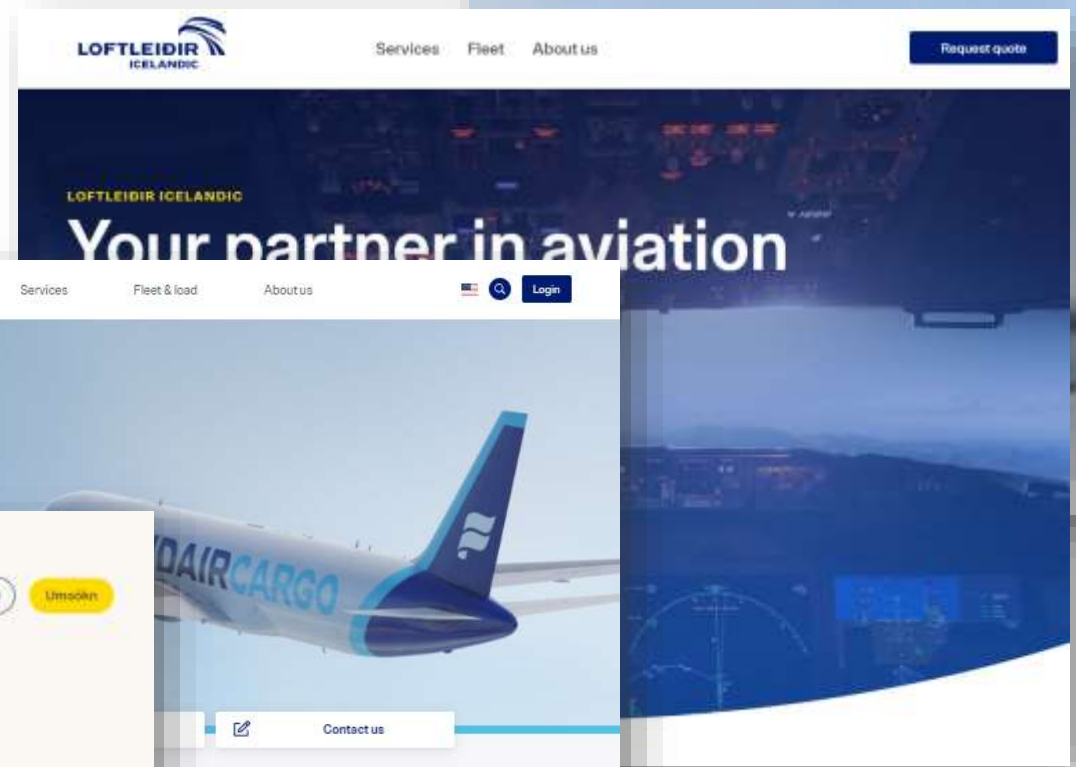 LOFTLEIDIR
ICELANDIC
Services Fleet About us
Request quote
LOFTLEIDIR ICELANDIC
Your partner in aviation
Services Fleet & load About us
Login
DAIRCARGO
Umsókn
Contact us